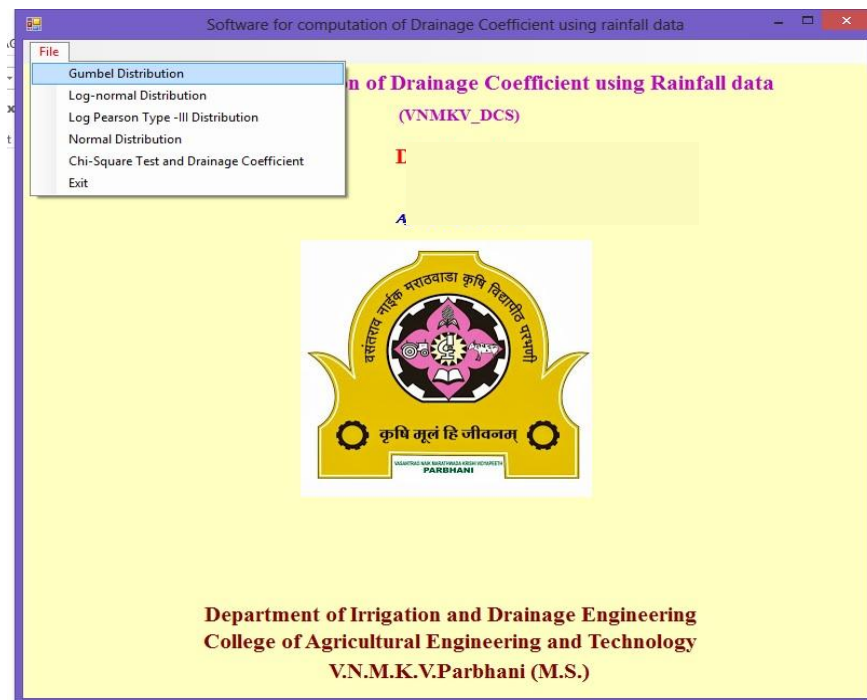 Software for computation of Drainage Coefficient using rainfall data
File
Gumbel Distribution
Log-normal Distribution
Log Pearson Type -III Distribution
Normal Distribution
Chi-Square Test and Drainage Coefficient
Exit
n of Drainage Coefficient using Rainfall data
(VNMKV_DCS)
वसंतराव नाईक मराठवाडा कृषि विद्यापीठ परभणी
कृषि मूलं हि जीवनम्
VASANTRAO NAIK MARATHWADA KRISHI VIDYAPEETH
PARBHANI
Department of Irrigation and Drainage Engineering
College of Agricultural Engineering and Technology
V.N.M.K.V.Parbhani (M.S.)